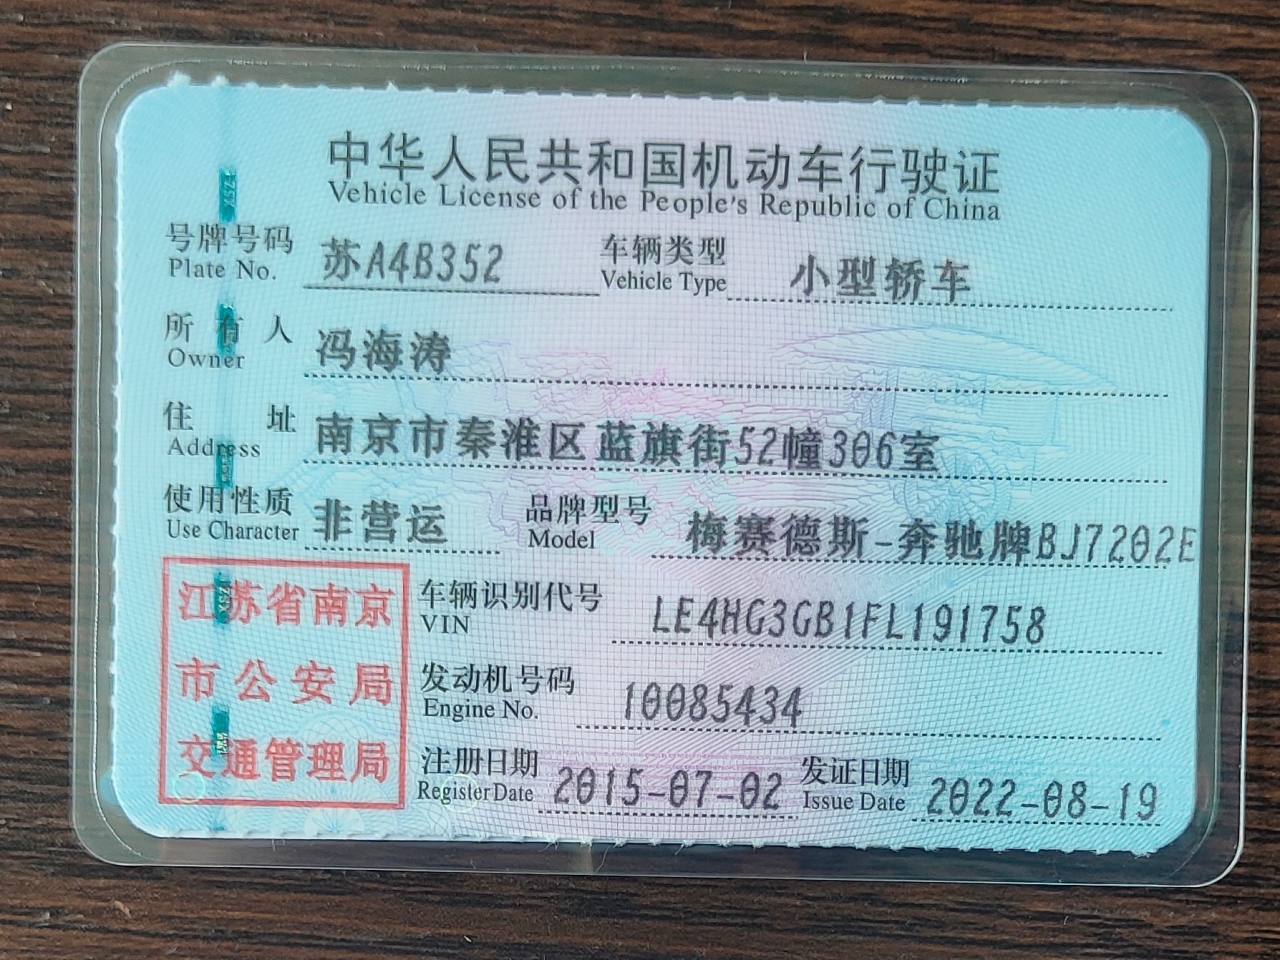 中华人民共和国机动车行驶证
Vehicle License of the People's Republic of China
号牌号码 苏A4B352 车辆类型 小型轿车
Plate No. Vehicle Type
所有人 冯海涛
Owner
住址 南京市秦淮区蓝旗街52幢306室
Address
使用性质 非营运 品牌型号 梅赛德斯-奔驰牌BJ7202E
Use Character Model
江苏省南京
市公安局
交通管理局
车辆识别代号 LE4HG3GB1FL191758
VIN
发动机号码 10085434
Engine No.
注册日期 2015-07-02 发证日期 2022-08-19
Register Date Issue Date